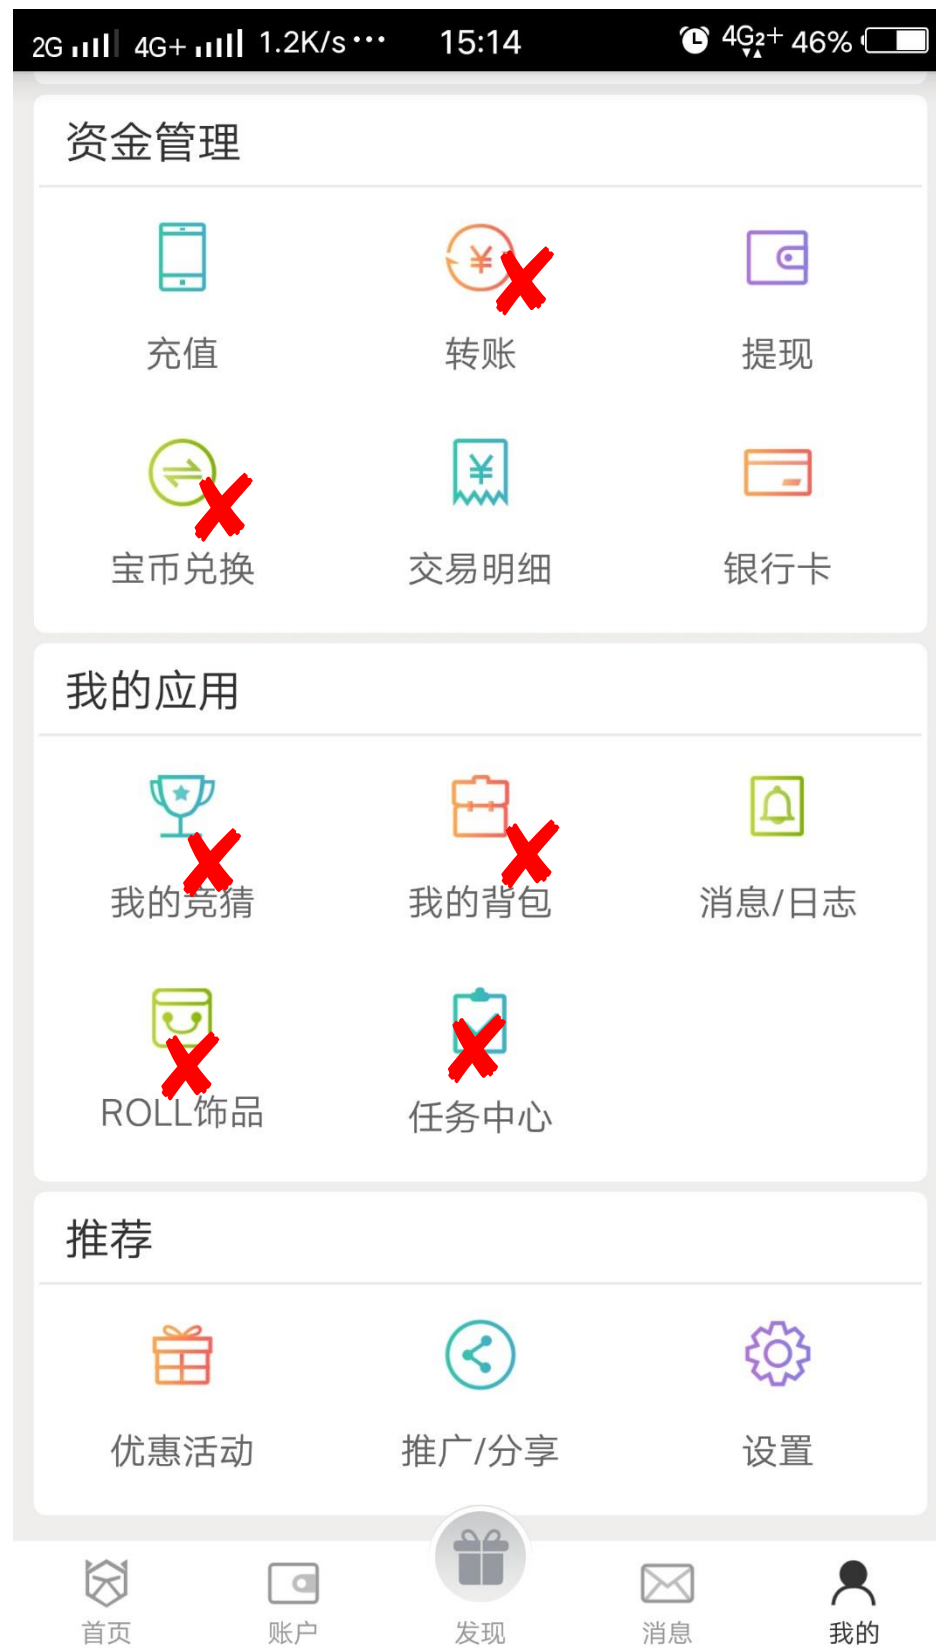 2G 4G+ 1.2K/s ··· 15:14 4G2+ 46%
资金管理
充值 转账 提现
宝币兑换 交易明细 银行卡
我的应用
我的竞猜 我的背包 消息/日志
ROLL饰品 任务中心
推荐
优惠活动 推广/分享 设置
首页 账户 发现 消息 我的